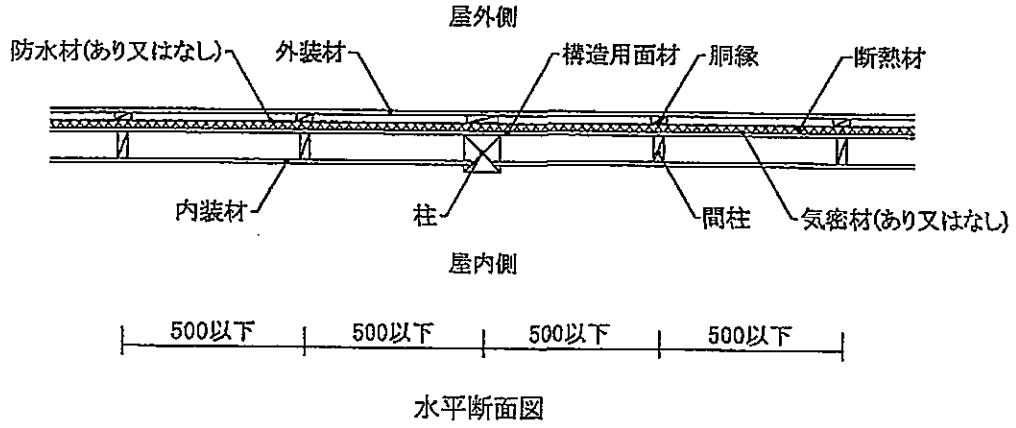 屋外側
防水材(あり又はなし)
外装材
構造用面材
胴縁
断熱材
内装材
柱
間柱
気密材(あり又はなし)
屋内側
500以下
500以下
500以下
500以下
水平断面図